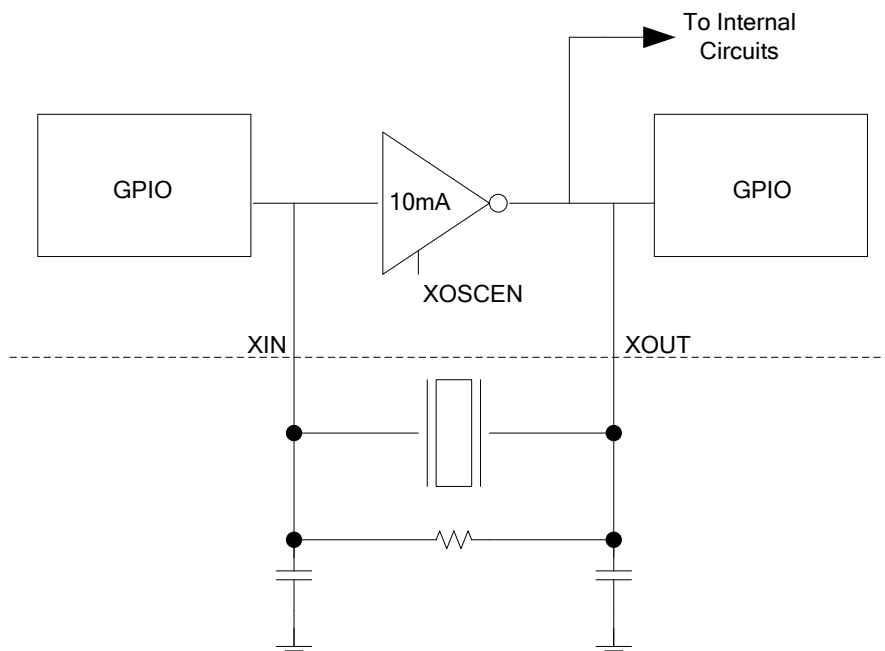 To Internal
Circuits
GPIO
10mA
GPIO
XOSCEN
XIN
XOUT